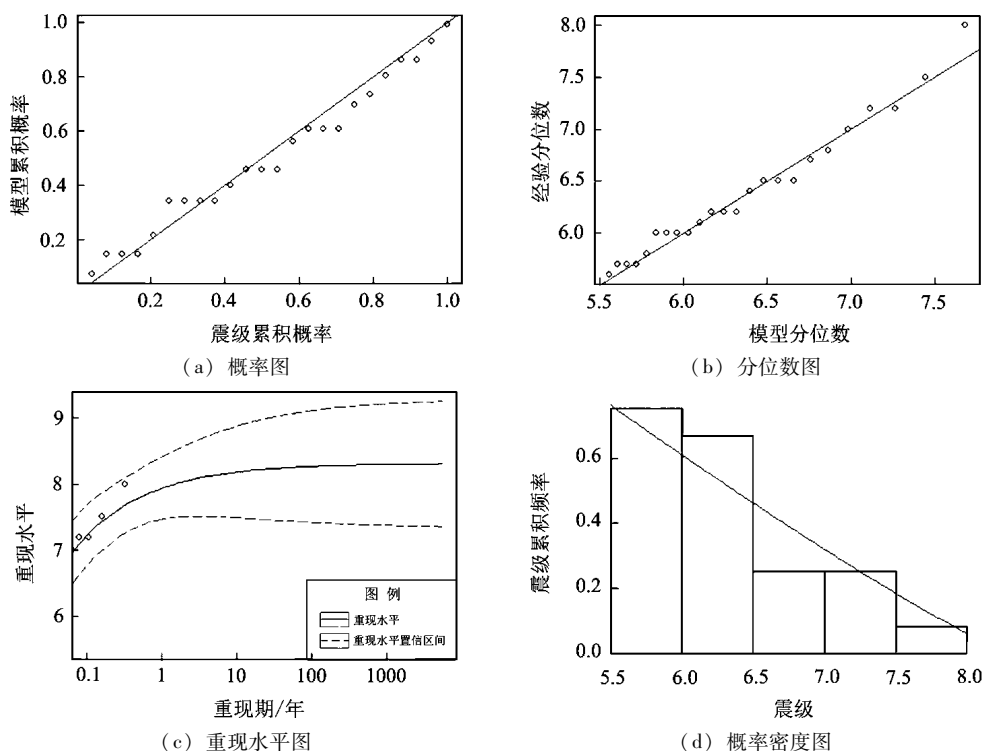 1.0
0.8
0.6
0.4
0.2
模型累积概率
0.2 0.4 0.6 0.8 1.0
震级累积概率
(a) 概率图
8.0
7.5
7.0
6.5
6.0
经验分位数
5.5 6.0 6.5 7.0 7.5
模型分位数
(b) 分位数图
9
8
7
6
重现水平
图例
重现水平
重现水平置信区间
0.1 1 10 100 1000
重现期/年
(c) 重现水平图
0.6
0.4
0.2
0.0
震级累积频率
5.5 6.0 6.5 7.0 7.5 8.0
震级
(d) 概率密度图